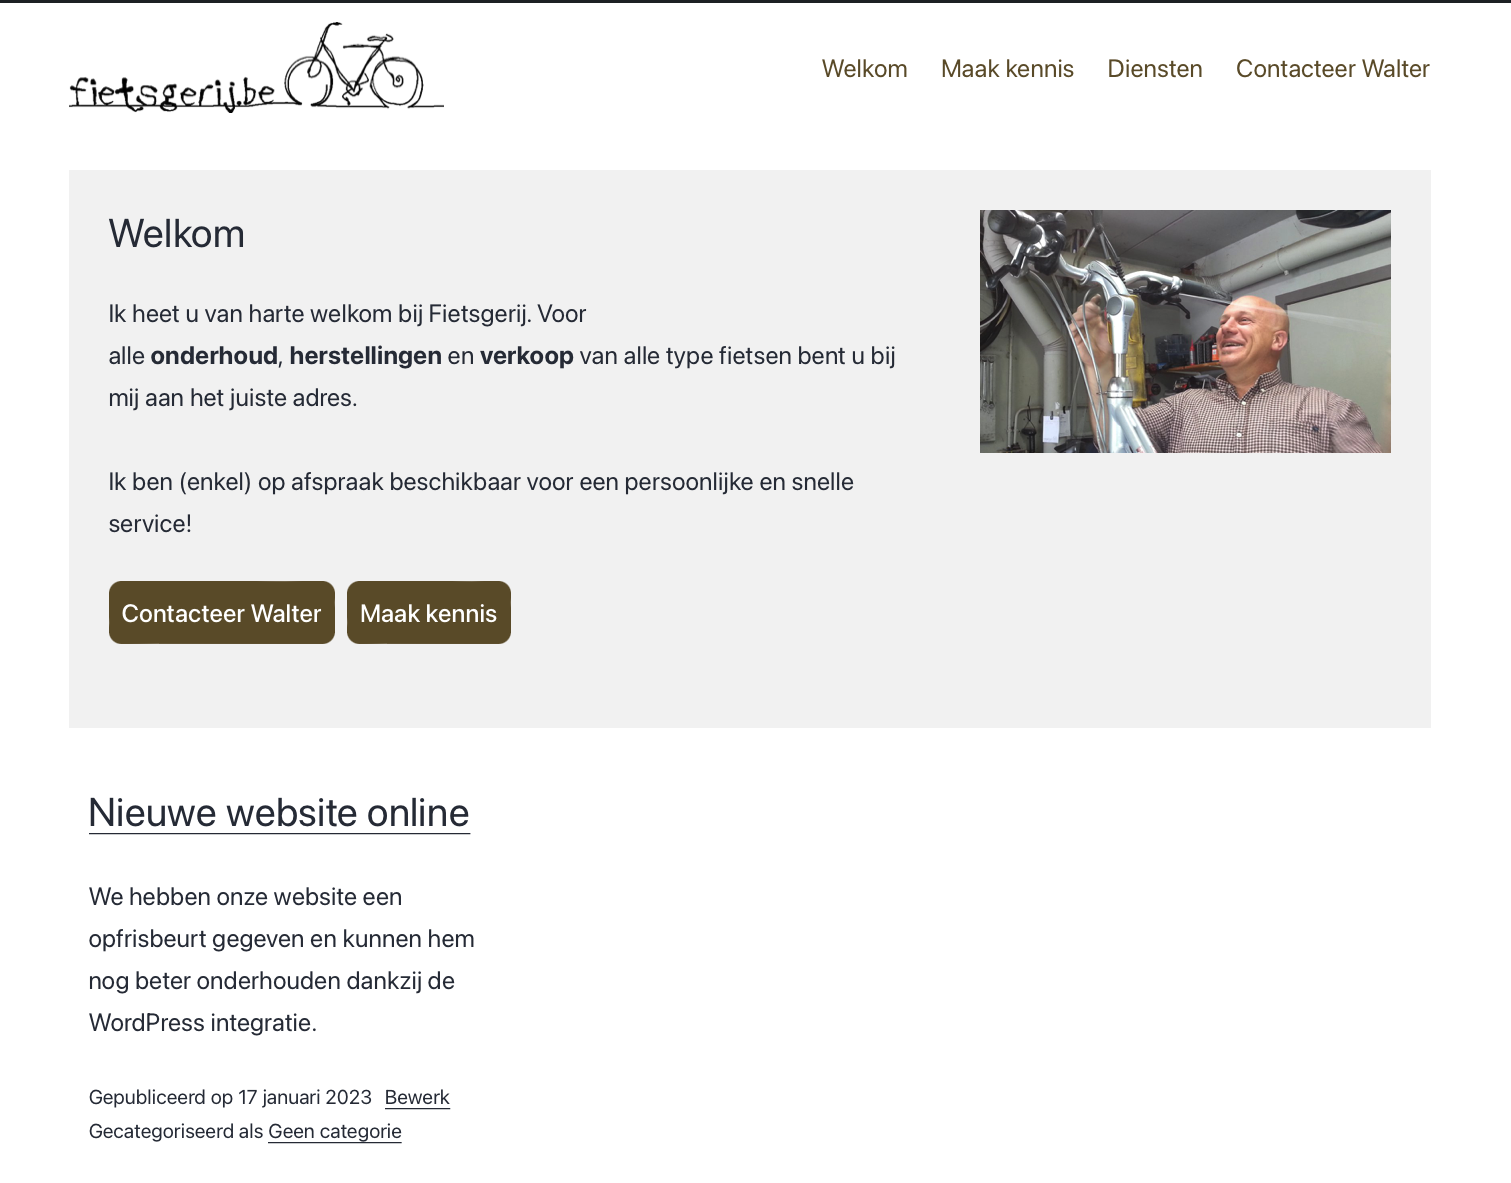 fietsgerij.be
Welkom Maak kennis Diensten Contacteer Walter
Welkom
Ik heet u van harte welkom bij Fietsgerij. Voor
alle onderhoud, herstellingen en verkoop van alle type fietsen bent u bij
mij aan het juiste adres.
Ik ben (enkel) op afspraak beschikbaar voor een persoonlijke en snelle
service!
Contacteer Walter Maak kennis
Nieuwe website online
We hebben onze website een
opfrisbeurt gegeven en kunnen hem
nog beter onderhouden dankzij de
WordPress integratie.
Gepubliceerd op 17 januari 2023 Bewerk
Gecategoriseerd als Geen categorie